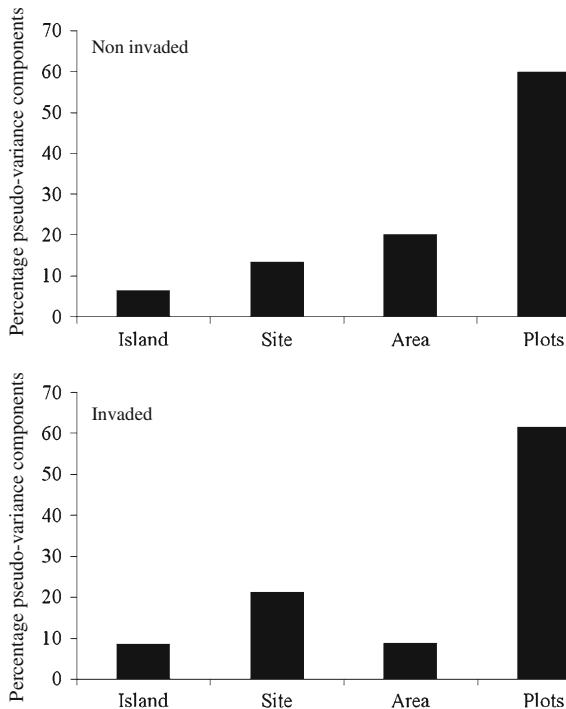 Percentage pseudo-variance components
Non invaded
70
60
50
40
30
20
10
0
Island Site Area Plots
Percentage pseudo-variance components
Invaded
70
60
50
40
30
20
10
0
Island Site Area Plots